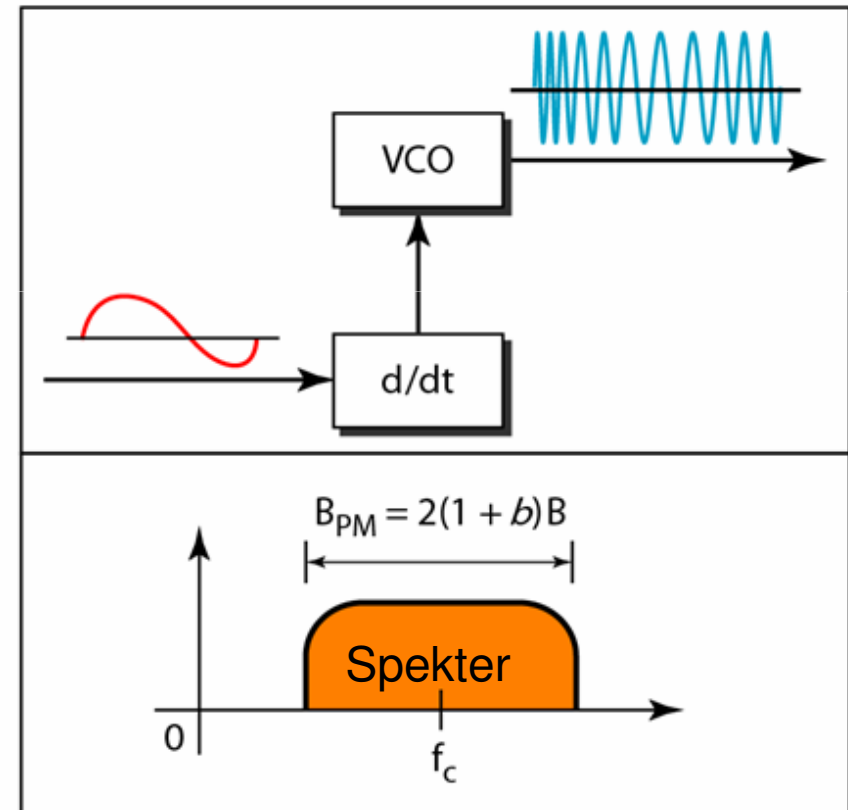 VCO
d/dt
B_PM = 2(1 + b)B
Spekter
0
f_c